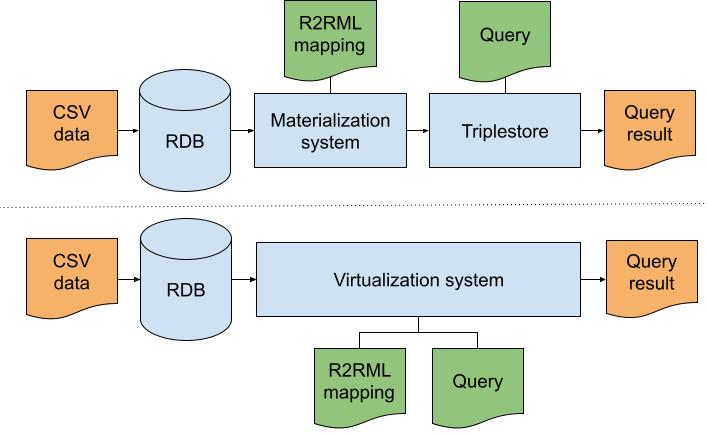 R2RML
mapping
Query
CSV
data
RDB
Materialization
system
Triplestore
Query
result
CSV
data
RDB
Virtualization system
Query
result
R2RML
mapping
Query